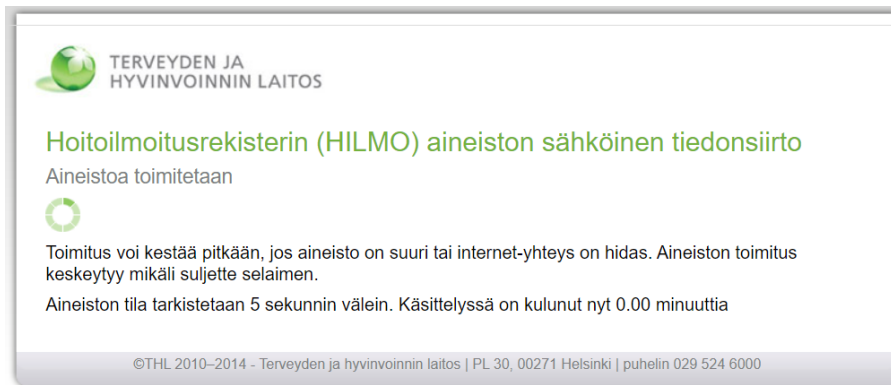 TERVEYDEN JA
HYVINVOINNIN LAITOS
Hoitoilmoitusrekisterin (HILMO) aineiston sähköinen tiedonsiirto
Aineistoa toimitetaan
Toimitus voi kestää pitkään, jos aineisto on suuri tai internet-yhteys on hidas. Aineiston toimitus
keskeytyy mikäli suljette selaimen.
Aineiston tila tarkistetaan 5 sekunnin välein. Käsittelyssä on kulunut nyt 0.00 minuuttia
©THL 2010–2014 - Terveyden ja hyvinvoinnin laitos | PL 30, 00271 Helsinki | puhelin 029 524 6000